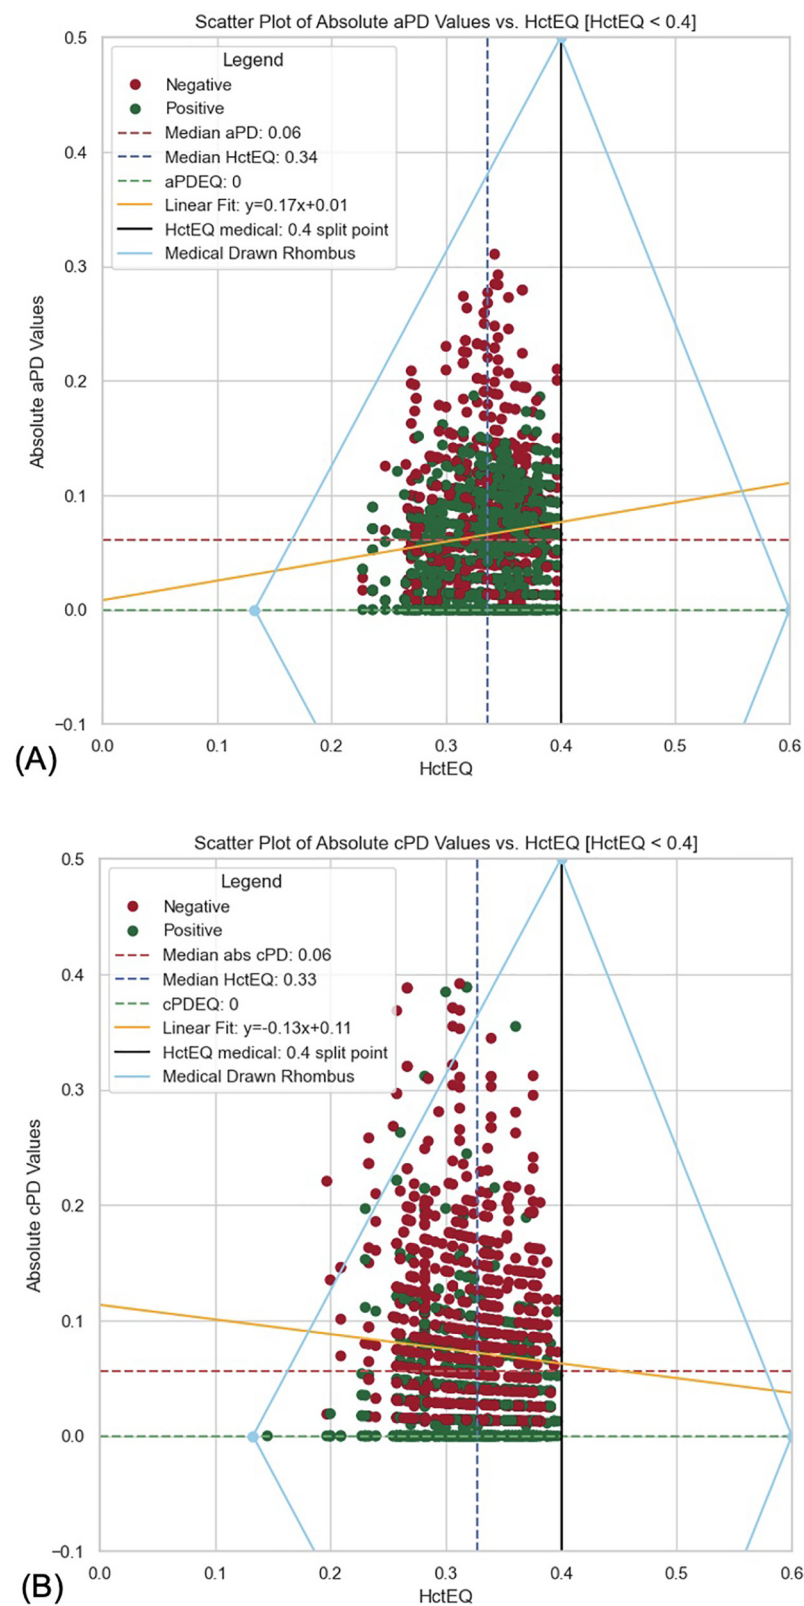 Scatter Plot of Absolute aPD Values vs. HctEQ [HctEQ < 0.4]
0.5
0.4
0.3
0.2
0.1
0.0
−0.1
Absolute aPD Values
Legend
Negative
Positive
Median aPD: 0.06
Median HctEQ: 0.34
aPDEQ: 0
Linear Fit: y=0.17x+0.01
HctEQ medical: 0.4 split point
Medical Drawn Rhombus
0.0 0.1 0.2 0.3 0.4 0.5 0.6
HctEQ
(A)
Scatter Plot of Absolute cPD Values vs. HctEQ [HctEQ < 0.4]
0.5
0.4
0.3
0.2
0.1
0.0
−0.1
Absolute cPD Values
Legend
Negative
Positive
Median abs cPD: 0.06
Median HctEQ: 0.33
cPDEQ: 0
Linear Fit: y=-0.13x+0.11
HctEQ medical: 0.4 split point
Medical Drawn Rhombus
0.0 0.1 0.2 0.3 0.4 0.5 0.6
HctEQ
(B)